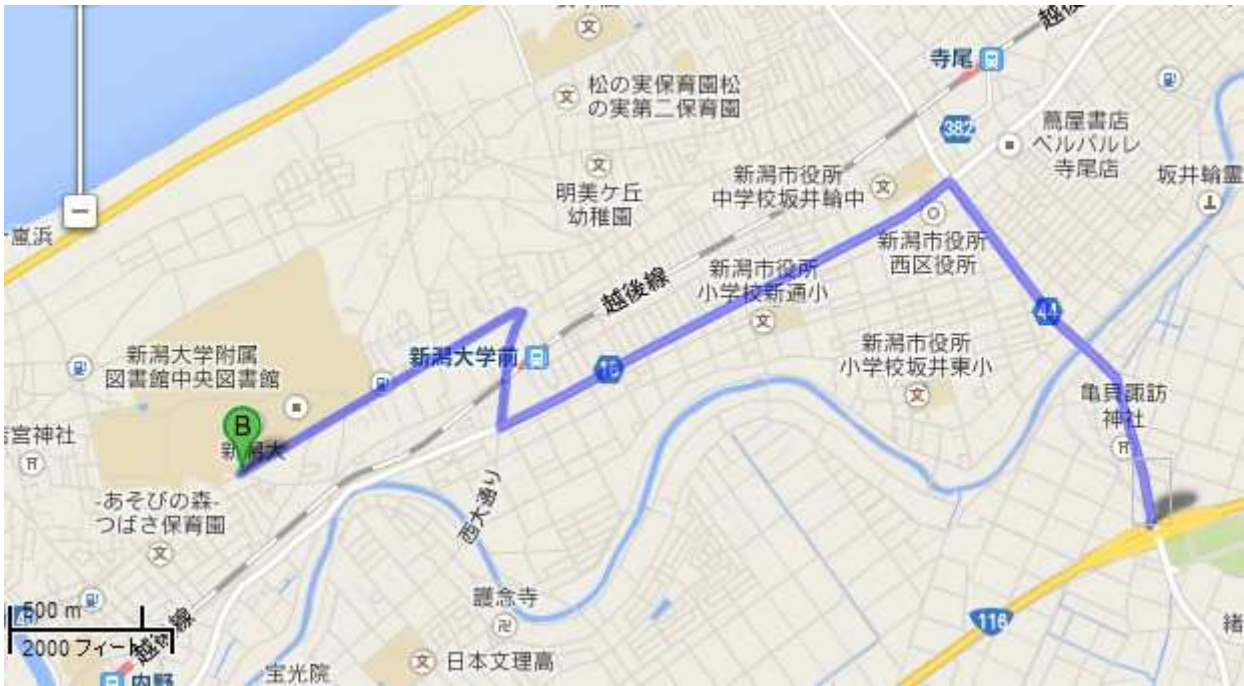 越後
寺尾
松の実保育園松
の実第二保育園
382
蔦屋書店
ベルパルレ
寺尾店
新潟市役所
中学校坂井輪中
坂井輪霊
明美ケ丘
幼稚園
新潟市役所
西区役所
新潟市役所
小学校新通小
越後線
44
新潟大学前
16
新潟市役所
小学校坂井東小
新潟大学附属
図書館中央図書館
亀貝諏訪
神社
B
新潟大
宮神社
西大通り
-あそびの森-
つばさ保育園
護念寺
116
緒
500 m
2000 フィート
越後線
日本文理高
宝光院
内野